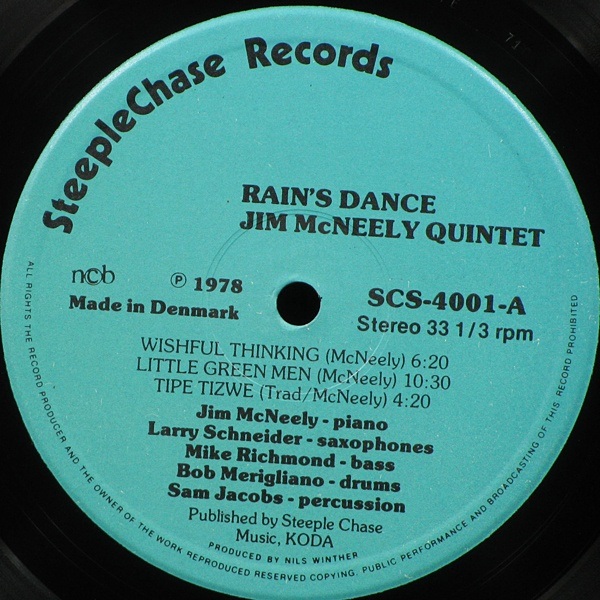 SteepleChase Records
RAIN'S DANCE
JIM McNEELY QUINTET
ncb
℗ 1978
Made in Denmark
SCS-4001-A
Stereo 33 1/3 rpm
WISHFUL THINKING (McNeely) 6:20
LITTLE GREEN MEN (McNeely) 10:30
TIPE TIZWE (Trad/McNeely) 4:20
Jim McNeely - piano
Larry Schneider - saxophones
Mike Richmond - bass
Bob Merigliano - drums
Sam Jacobs - percussion
Published by Steeple Chase
Music, KODA
PRODUCED BY NILS WINTHER
ALL RIGHTS THE RECORD PRODUCER AND THE OWNER OF THE WORK REPRODUCED RESERVED COPYING, PUBLIC PERFORMANCE AND BROADCASTING OF THIS RECORD PROHIBITED